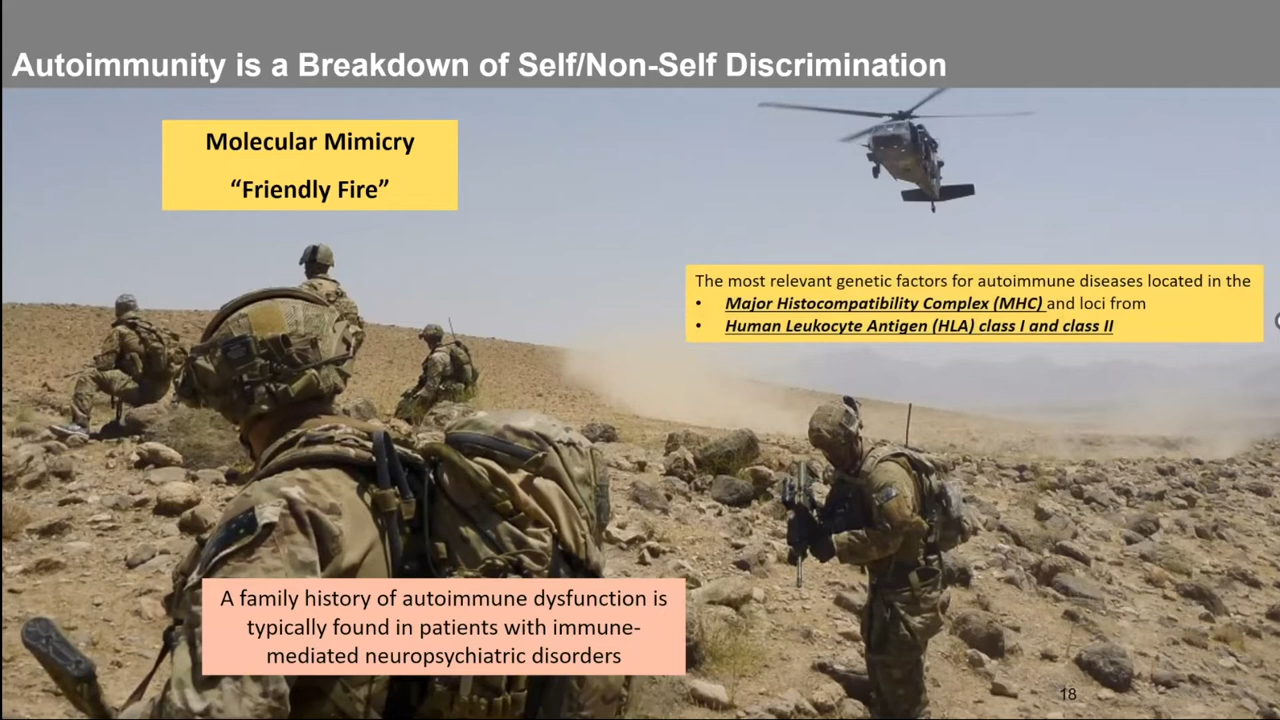 Autoimmunity is a Breakdown of Self/Non-Self Discrimination
Molecular Mimicry
“Friendly Fire”
The most relevant genetic factors for autoimmune diseases located in the
• Major Histocompatibility Complex (MHC) and loci from
• Human Leukocyte Antigen (HLA) class I and class II
A family history of autoimmune dysfunction is
typically found in patients with immune-
mediated neuropsychiatric disorders
18